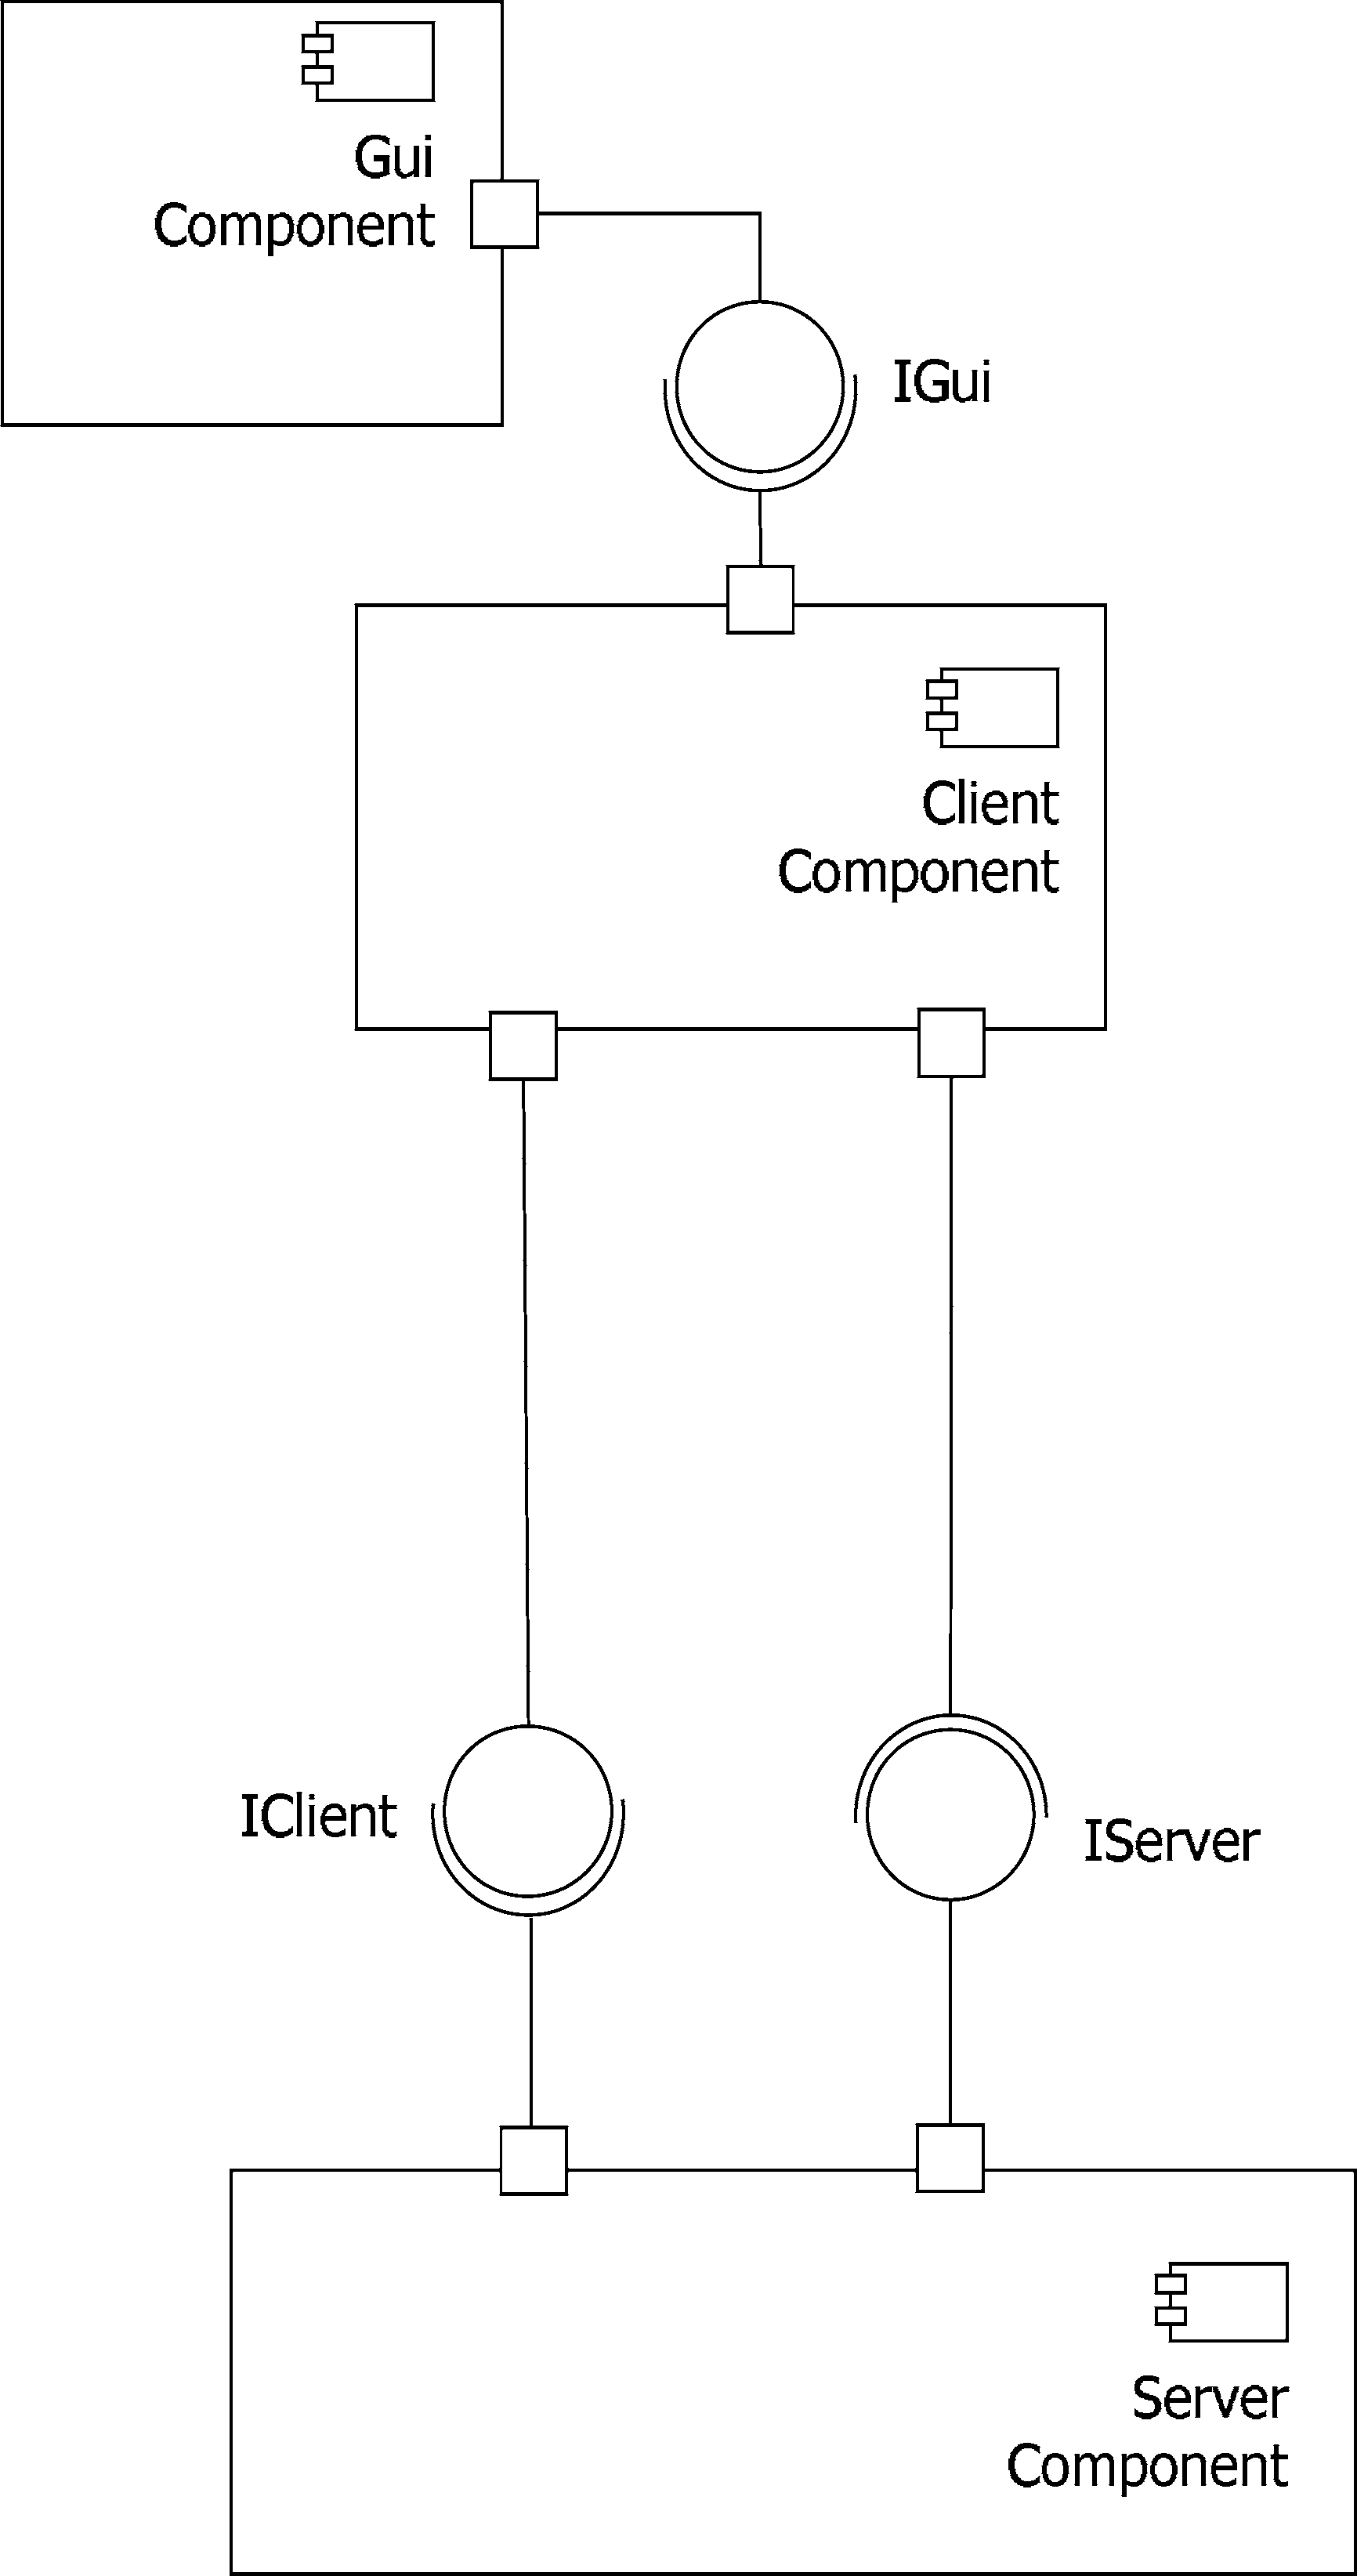 Gui
Component
IGui
Client
Component
IClient
IServer
Server
Component